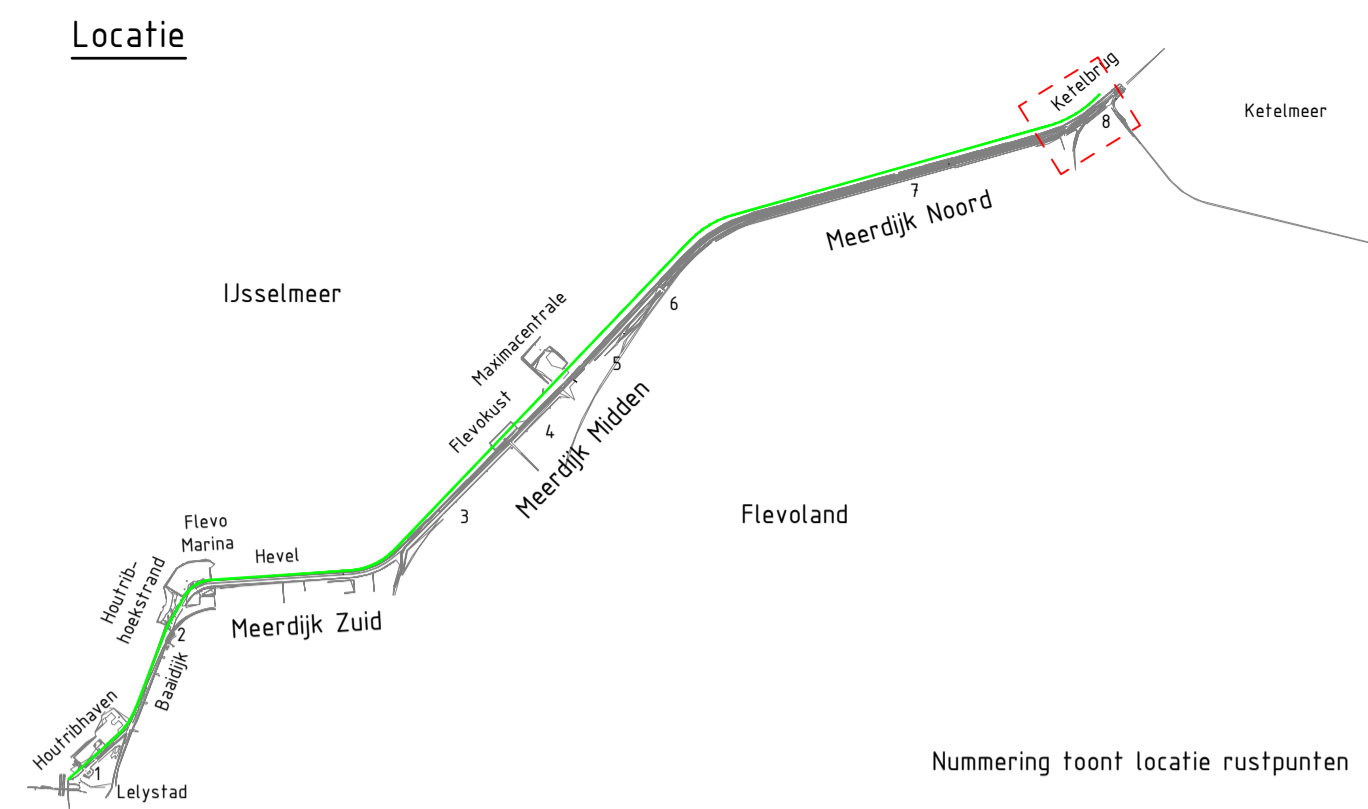 Locatie
Ketelbrug
Ketelmeer
8
7
Meerdijk Noord
IJsselmeer
6
Maximacentrale
5
Flevokust
4
Meerdijk Midden
3
Flevoland
Flevo
Marina
Hevel
Houtrib-
hoekstrand
2
Meerdijk Zuid
Baaidijk
Houtribhaven
1
Lelystad
Nummering toont locatie rustpunten